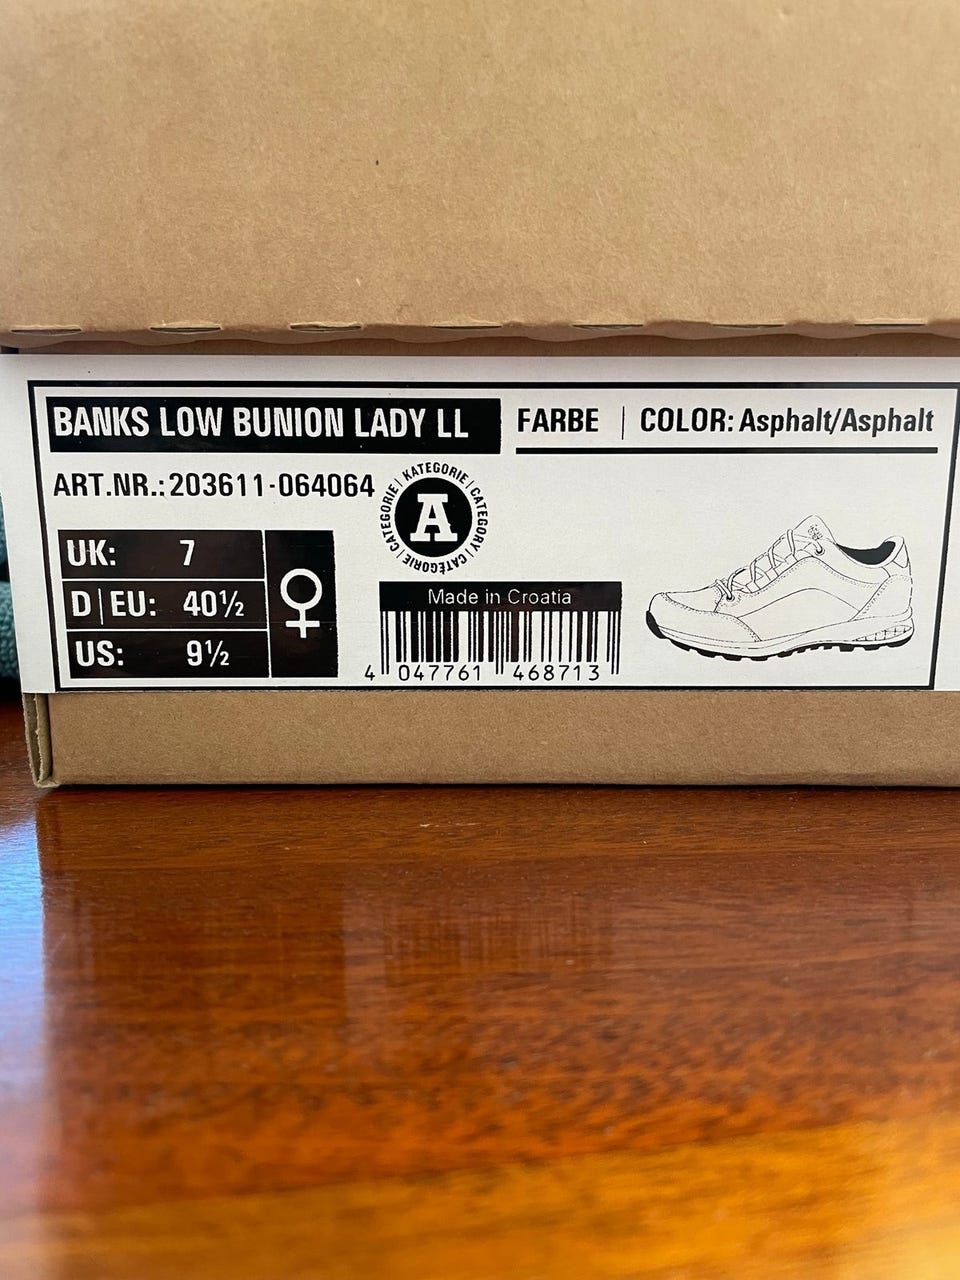 BANKS LOW BUNION LADY LL
FARBE | COLOR: Asphalt/Asphalt
ART.NR.: 203611-064064
KATEGORIE | CATEGORY | CATÉGORIE | CATEGORIE |
A
UK: 7
D|EU: 40½
US: 9½
Made in Croatia
4 047761 468713